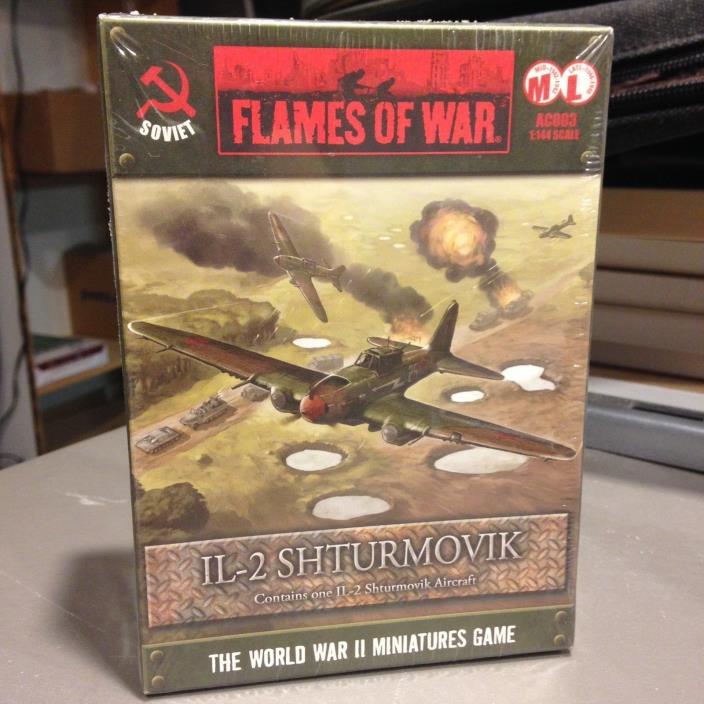 SOVIET
FLAMES OF WAR
M L
AC003
1:144 SCALE
IL-2 SHTURMOVIK
Contains one IL-2 Shturmovik Aircraft
THE WORLD WAR II MINIATURES GAME